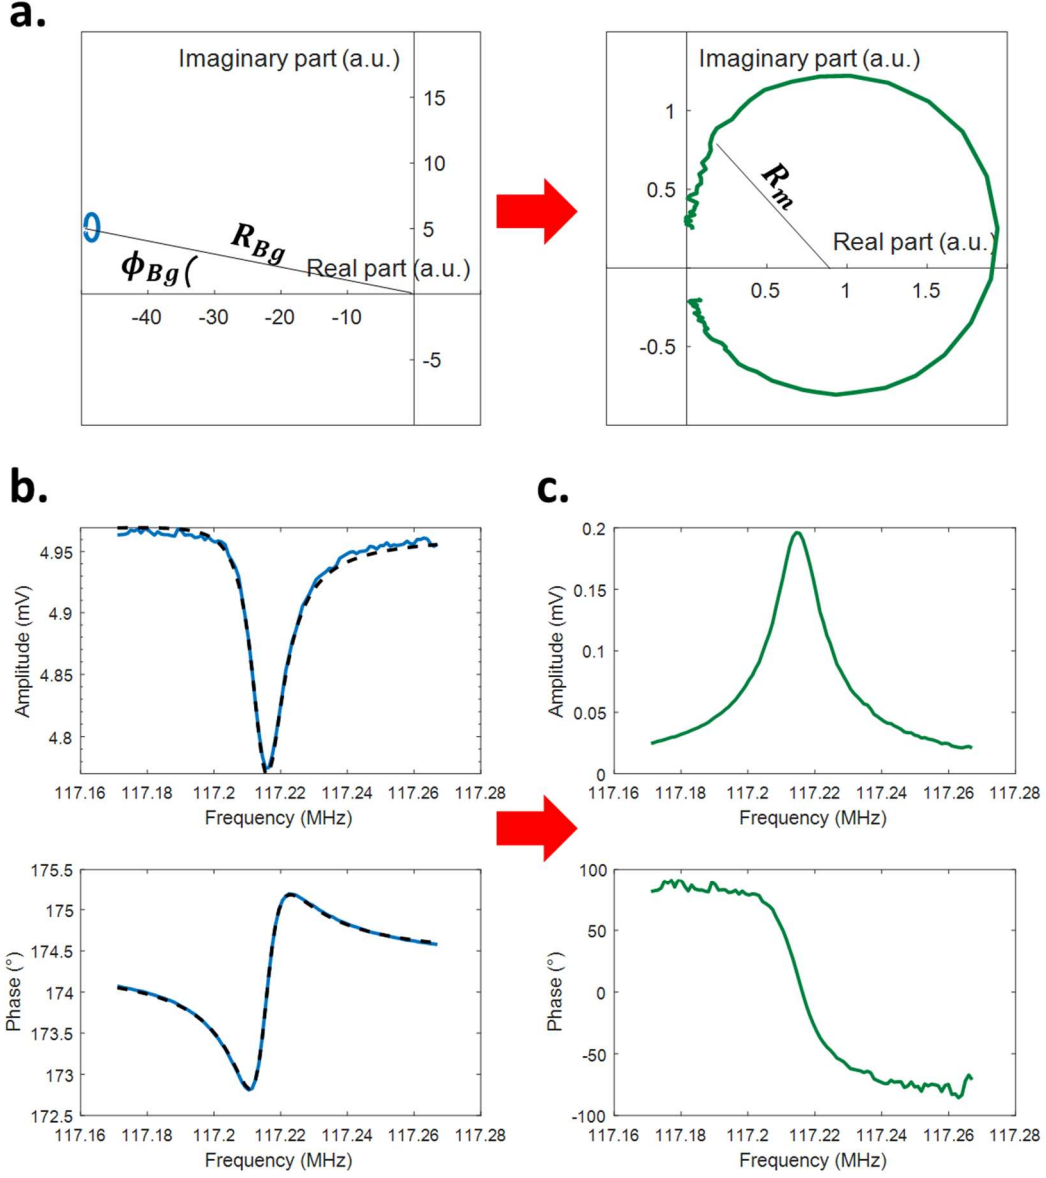 a.
Imaginary part (a.u.)
15
10
5
R_Bg
ϕ_Bg (
Real part (a.u.)
-40 -30 -20 -10
-5
Imaginary part (a.u.)
1
0.5
R_m
Real part (a.u.)
0.5 1 1.5
-0.5
b.
4.95
4.9
4.85
4.8
Amplitude (mV)
117.16 117.18 117.2 117.22 117.24 117.26 117.28
Frequency (MHz)
175.5
175
174.5
174
173.5
173
172.5
Phase (°)
117.16 117.18 117.2 117.22 117.24 117.26 117.28
Frequency (MHz)
c.
0.2
0.15
0.1
0.05
0
Amplitude (mV)
117.16 117.18 117.2 117.22 117.24 117.26 117.28
Frequency (MHz)
100
50
0
-50
-100
Phase (°)
117.16 117.18 117.2 117.22 117.24 117.26 117.28
Frequency (MHz)